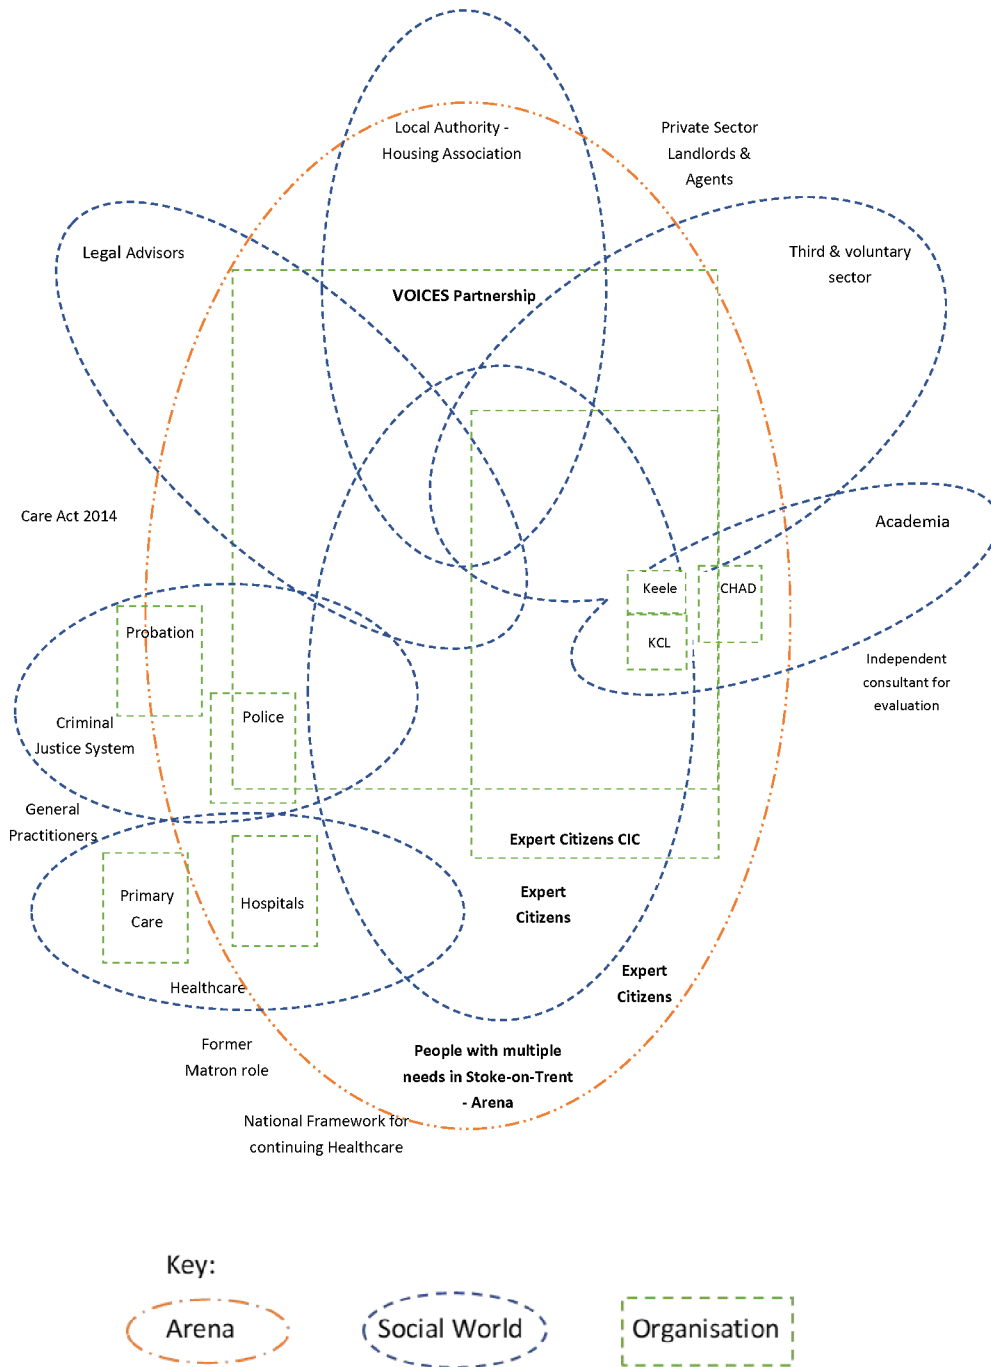 Local Authority -
Housing Association
Private Sector
Landlords &
Agents
Legal Advisors
Third & voluntary
sector
VOICES Partnership
Care Act 2014
Academia
Keele
CHAD
KCL
Probation
Independent
consultant for
evaluation
Police
Criminal
Justice System
General
Practitioners
Expert Citizens CIC
Primary
Care
Hospitals
Expert
Citizens
Expert
Citizens
Healthcare
Former
Matron role
People with multiple
needs in Stoke-on-Trent
- Arena
National Framework for
continuing Healthcare
Key:
Arena
Social World
Organisation